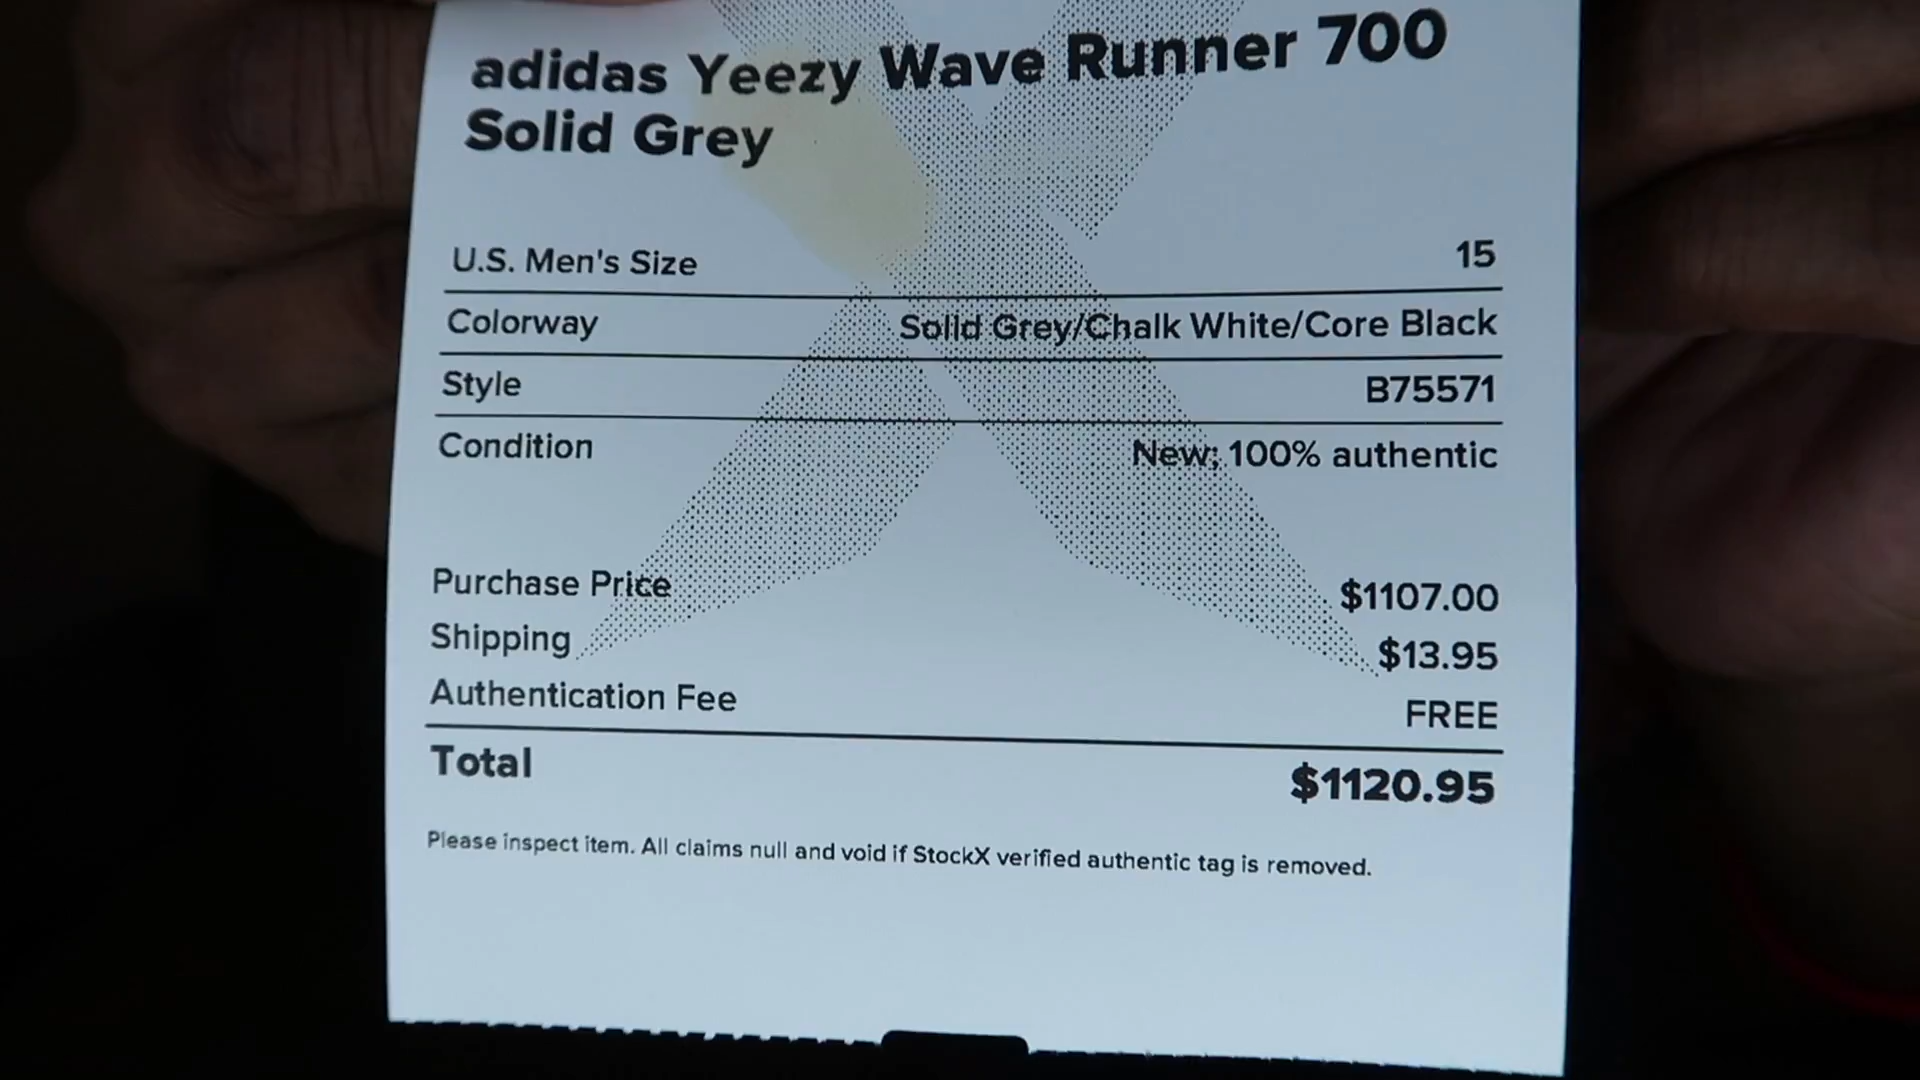 adidas Yeezy Wave Runner 700
Solid Grey
U.S. Men's Size 15
Colorway Solid Grey/Chalk White/Core Black
Style B75571
Condition New; 100% authentic
Purchase Price $1107.00
Shipping $13.95
Authentication Fee FREE
Total $1120.95
Please inspect item. All claims null and void if StockX verified authentic tag is removed.